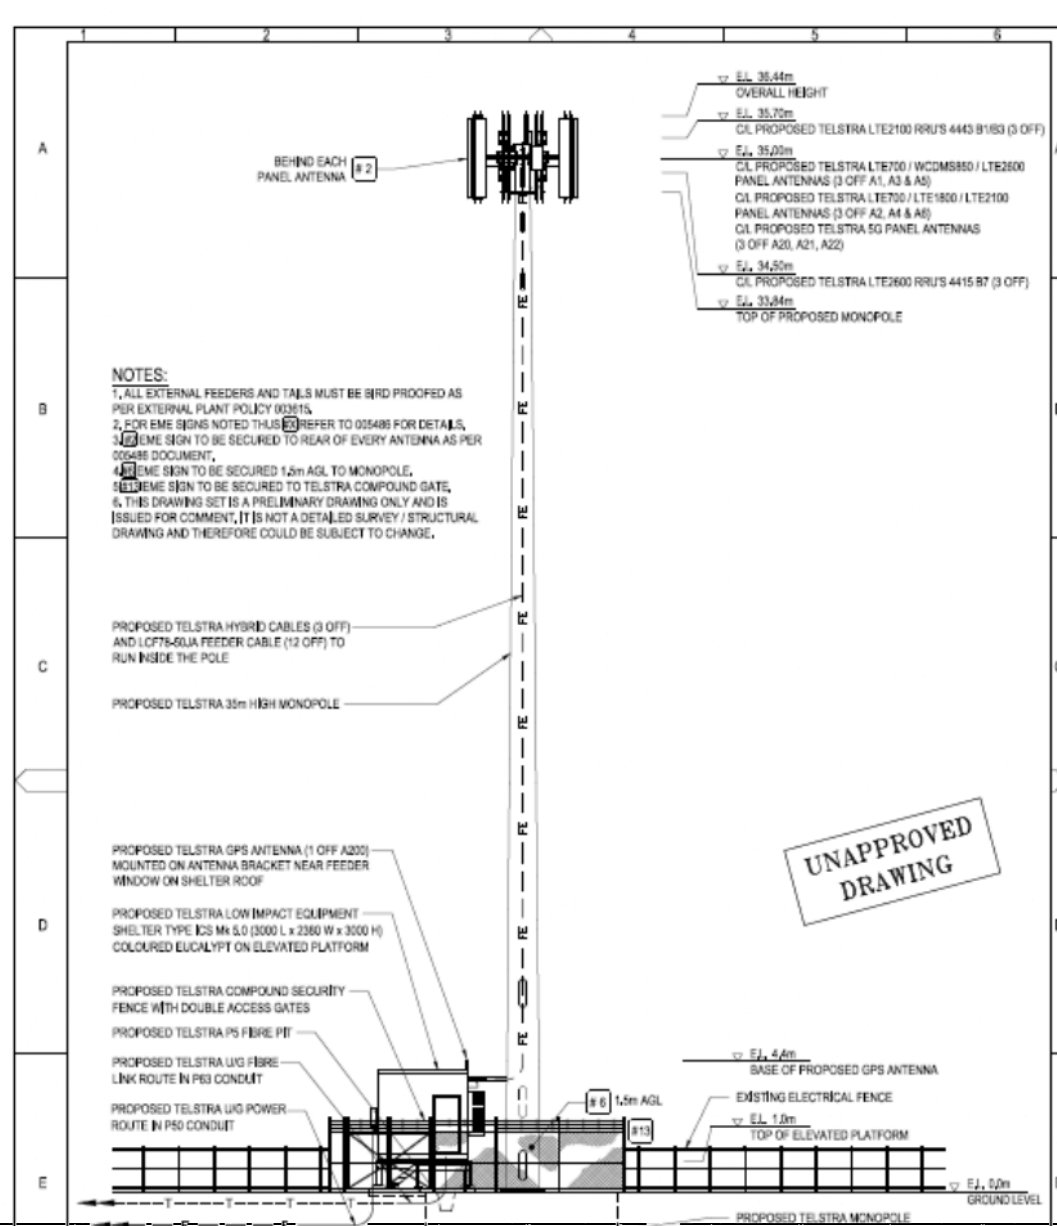 1 2 3 4 5 6
A
E.L. 36.44m
OVERALL HEIGHT
E.L. 35.70m
C/L PROPOSED TELSTRA LTE2100 RRU'S 4443 B1/B3 (3 OFF)
BEHIND EACH
PANEL ANTENNA
# 2
E.L. 35.00m
C/L PROPOSED TELSTRA LTE700 / WCDMS850 / LTE2600
PANEL ANTENNAS (3 OFF A1, A3 & A5)
C/L PROPOSED TELSTRA LTE700 / LTE1800 / LTE2100
PANEL ANTENNAS (3 OFF A2, A4 & A6)
C/L PROPOSED TELSTRA 5G PANEL ANTENNAS
(3 OFF A20, A21, A22)
E.L. 34.50m
C/L PROPOSED TELSTRA LTE2600 RRU'S 4415 B7 (3 OFF)
E.L. 33.84m
TOP OF PROPOSED MONOPOLE
FE
FE
FE
FE
FE
FE
FE
FE
FE
B
NOTES:
1. ALL EXTERNAL FEEDERS AND TAILS MUST BE BIRD PROOFED AS
PER EXTERNAL PLANT POLICY 003615.
2. FOR EME SIGNS NOTED THUS #X REFER TO 005486 FOR DETAILS.
3. #2 EME SIGN TO BE SECURED TO REAR OF EVERY ANTENNA AS PER
005486 DOCUMENT.
4. #6 EME SIGN TO BE SECURED 1.5m AGL TO MONOPOLE.
5. #13 EME SIGN TO BE SECURED TO TELSTRA COMPOUND GATE.
6. THIS DRAWING SET IS A PRELIMINARY DRAWING ONLY AND IS
ISSUED FOR COMMENT. IT IS NOT A DETAILED SURVEY / STRUCTURAL
DRAWING AND THEREFORE COULD BE SUBJECT TO CHANGE.
C
PROPOSED TELSTRA HYBRID CABLES (3 OFF)
AND LCF78-50JA FEEDER CABLE (12 OFF) TO
RUN INSIDE THE POLE
PROPOSED TELSTRA 35m HIGH MONOPOLE
UNAPPROVED
DRAWING
D
PROPOSED TELSTRA GPS ANTENNA (1 OFF A200)
MOUNTED ON ANTENNA BRACKET NEAR FEEDER
WINDOW ON SHELTER ROOF
PROPOSED TELSTRA LOW IMPACT EQUIPMENT
SHELTER TYPE ICS Mk 5.0 (3000 L x 2380 W x 3000 H)
COLOURED EUCALYPT ON ELEVATED PLATFORM
PROPOSED TELSTRA COMPOUND SECURITY
FENCE WITH DOUBLE ACCESS GATES
PROPOSED TELSTRA P5 FIBRE PIT
PROPOSED TELSTRA U/G FIBRE
LINK ROUTE IN P63 CONDUIT
PROPOSED TELSTRA U/G POWER
ROUTE IN P50 CONDUIT
E.L. 4.4m
BASE OF PROPOSED GPS ANTENNA
EXISTING ELECTRICAL FENCE
# 6 1.5m AGL
#13
E.L. 1.0m
TOP OF ELEVATED PLATFORM
E
E.L. 0.0m
GROUND LEVEL
T T T T
PROPOSED TELSTRA MONOPOLE